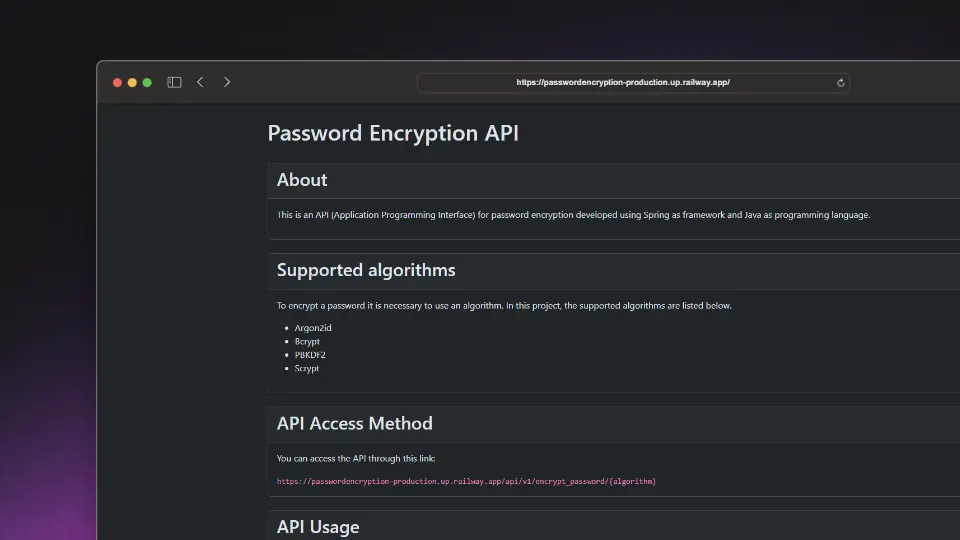 https://passwordencryption-production.up.railway.app/
Password Encryption API
About
This is an API (Application Programming Interface) for password encryption developed using Spring as framework and Java as programming language.
Supported algorithms
To encrypt a password it is necessary to use an algorithm. In this project, the supported algorithms are listed below.
Argon2id
Bcrypt
PBKDF2
Scrypt
API Access Method
You can access the API through this link:
https://passwordencryption-production.up.railway.app/api/v1/encrypt_password/{algorithm}
API Usage